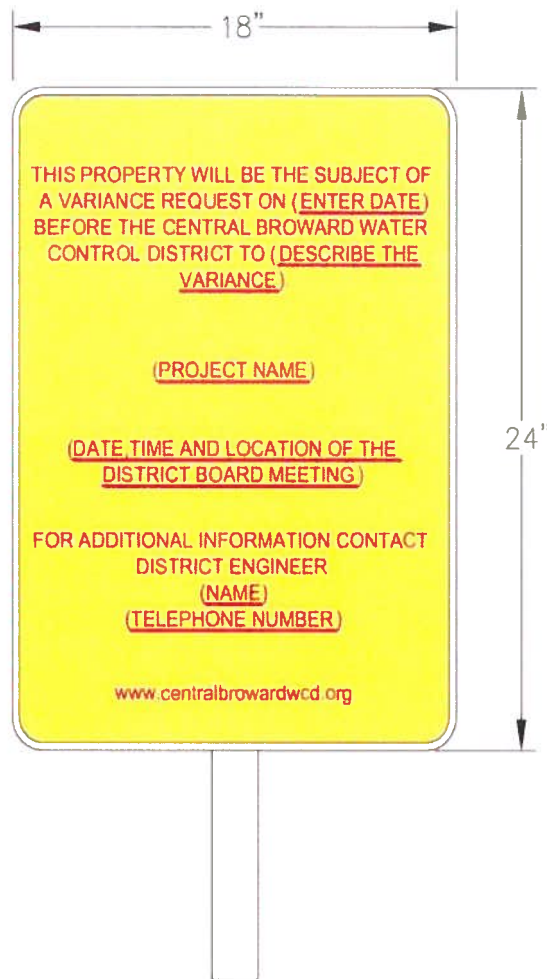 18"
THIS PROPERTY WILL BE THE SUBJECT OF
A VARIANCE REQUEST ON (ENTER DATE)
BEFORE THE CENTRAL BROWARD WATER
CONTROL DISTRICT TO (DESCRIBE THE
VARIANCE)
(PROJECT NAME)
24"
(DATE,TIME AND LOCATION OF THE
DISTRICT BOARD MEETING)
FOR ADDITIONAL INFORMATION CONTACT
DISTRICT ENGINEER
(NAME)
(TELEPHONE NUMBER)
www.centralbrowardwcd.org